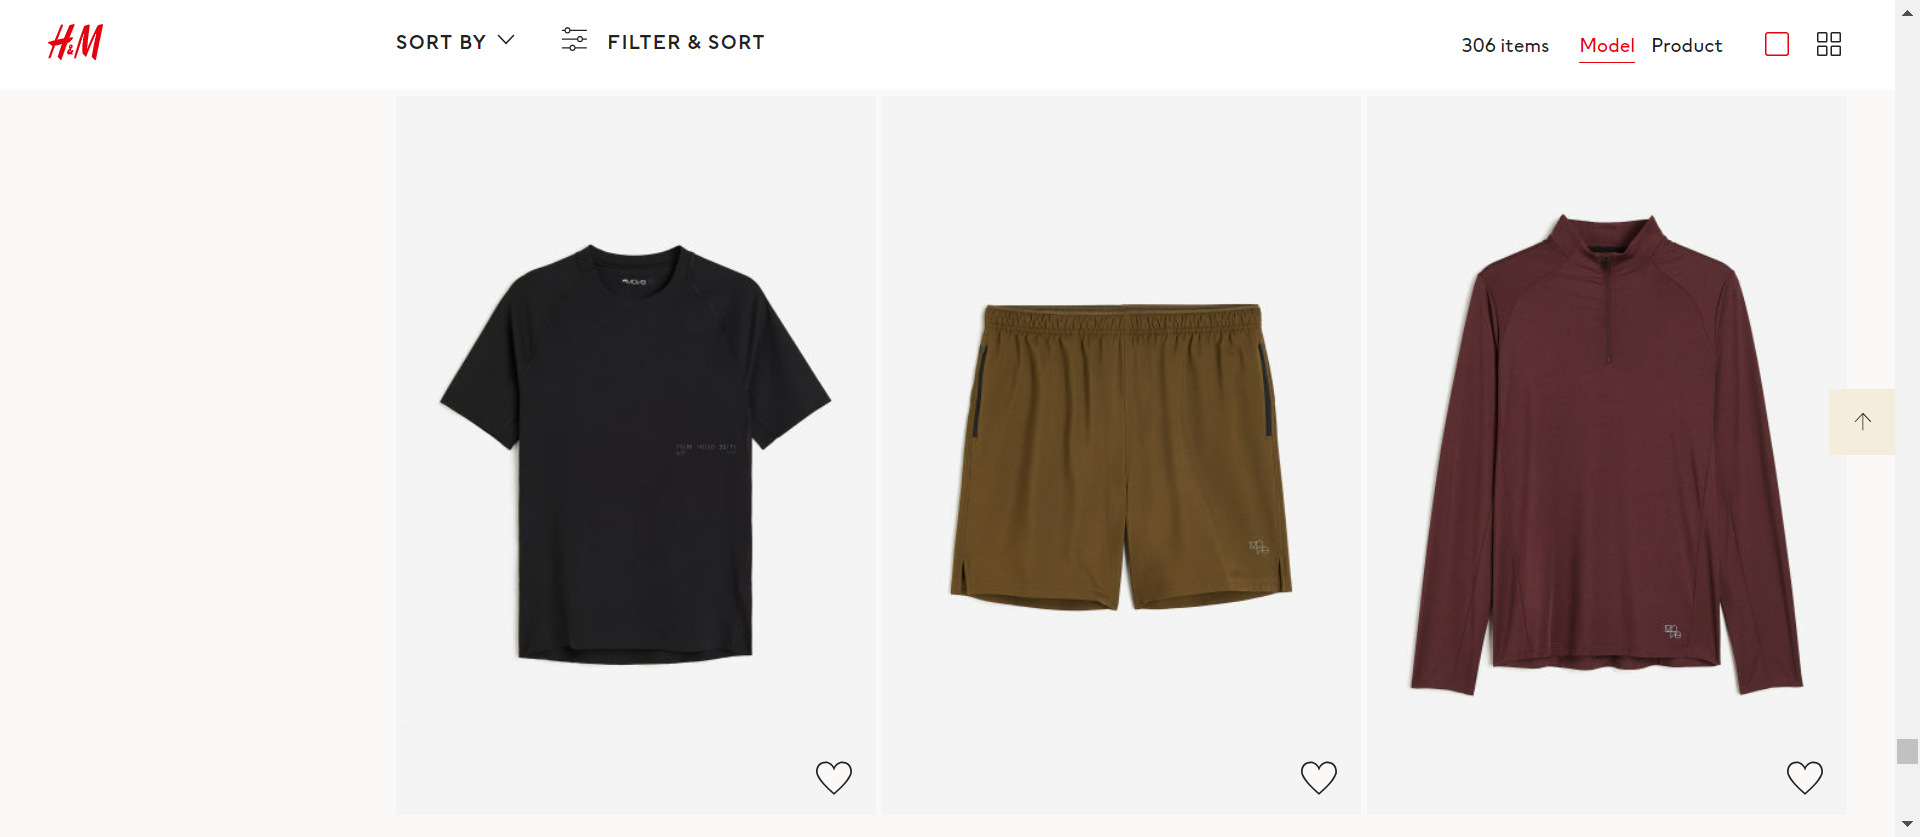 H&M
SORT BY
FILTER & SORT
306 items
Model
Product